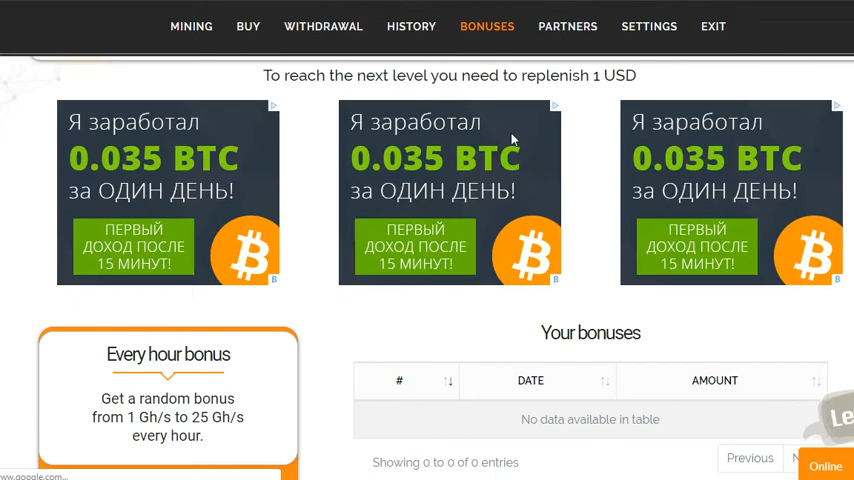 MINING BUY WITHDRAWAL HISTORY BONUSES PARTNERS SETTINGS EXIT
To reach the next level you need to replenish 1 USD
Я заработал
0.035 BTC
за ОДИН ДЕНЬ!
ПЕРВЫЙ
ДОХОД ПОСЛЕ
15 МИНУТ!
B
Я заработал
0.035 BTC
за ОДИН ДЕНЬ!
ПЕРВЫЙ
ДОХОД ПОСЛЕ
15 МИНУТ!
B
Я заработал
0.035 BTC
за ОДИН ДЕНЬ!
ПЕРВЫЙ
ДОХОД ПОСЛЕ
15 МИНУТ!
B
Every hour bonus
Get a random bonus
from 1 Gh/s to 25 Gh/s
every hour.
Your bonuses
# DATE AMOUNT
No data available in table
Showing 0 to 0 of 0 entries
Previous
Online
ww.google.com...